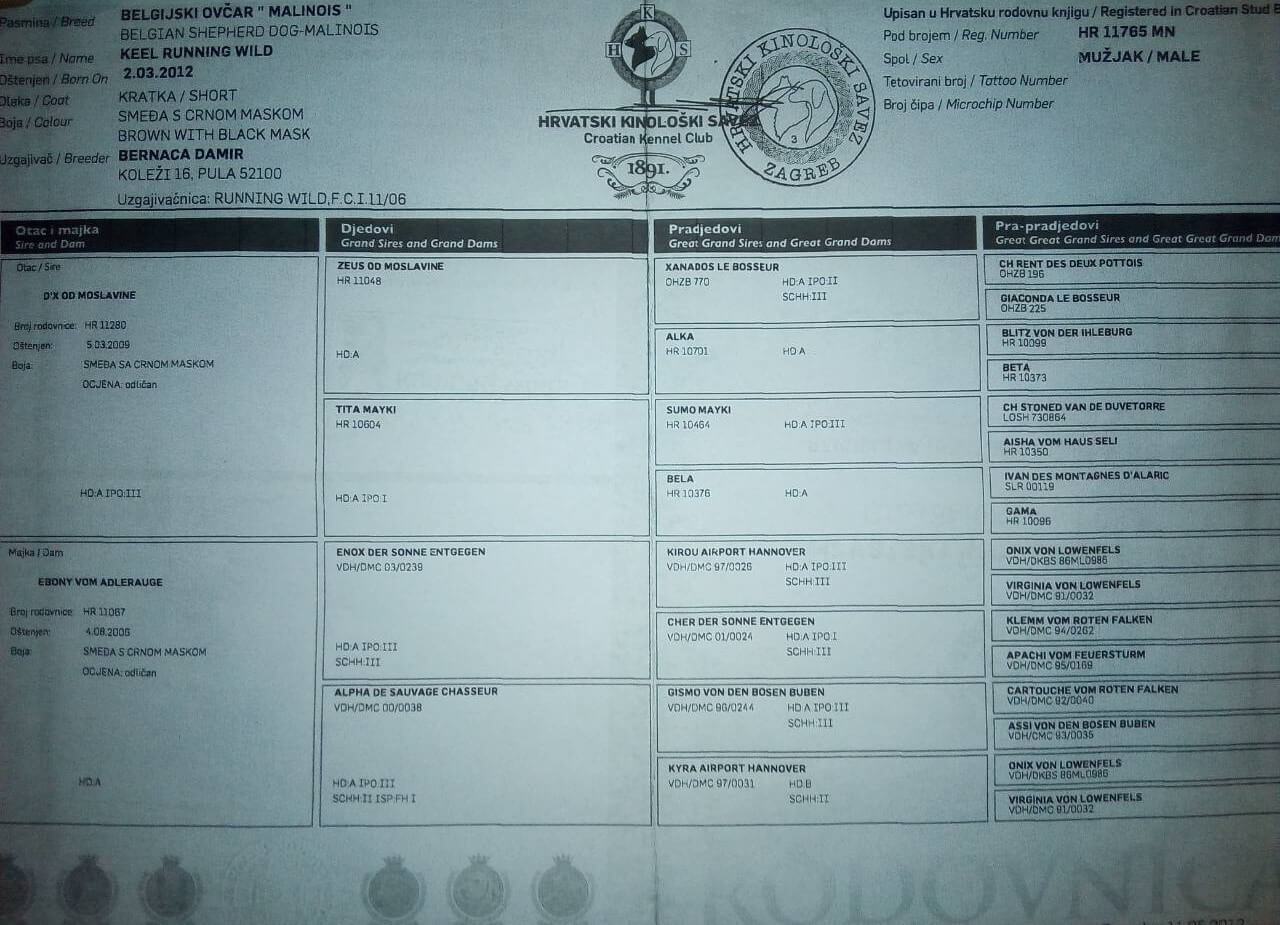 Pasmina / Breed BELGIJSKI OVČAR " MALINOIS "
BELGIAN SHEPHERD DOG-MALINOIS
Ime psa / Name KEEL RUNNING WILD
Oštenjen / Born On 2.03.2012
Dlaka / Coat KRATKA / SHORT
Boja / Colour SMEĐA S CRNOM MASKOM
BROWN WITH BLACK MASK
Uzgajivač / Breeder BERNACA DAMIR
KOLEŽI 16, PULA 52100
Uzgajivačnica: RUNNING WILD,F.C.I.11/06
H K S
HRVATSKI KINOLOŠKI SAVEZ
Croatian Kennel Club
1891.
HRVATSKI KINOLOŠKI SAVEZ
3
ZAGREB
Upisan u Hrvatsku rodovnu knjigu / Registered in Croatian Stud
Pod brojem / Reg. Number HR 11765 MN
Spol / Sex MUŽJAK / MALE
Tetovirani broj / Tattoo Number
Broj čipa / Microchip Number
Otac i majka
Sire and Dam
Otac / Sire
D'X OD MOSLAVINE
Broj rodovnice: HR 11280
Oštenjen: 5.03.2009
Boja: SMEĐA SA CRNOM MASKOM
OCJENA: odličan
HD:A IPO:III
Majka / Dam
EBONY VOM ADLERAUGE
Broj rodovnice: HR 11067
Oštenjen: 4.08.2006
Boja: SMEĐA S CRNOM MASKOM
OCJENA: odličan
HD:A
Djedovi
Grand Sires and Grand Dams
ZEUS OD MOSLAVINE
HR 11048
HD:A
TITA MAYKI
HR 10604
HD:A IPO:I
ENOX DER SONNE ENTGEGEN
VDH/DMC 03/0239
HD:A IPO:III
SCHH:III
ALPHA DE SAUVAGE CHASSEUR
VDH/DMC 00/0038
HD:A IPO:III
SCHH:II ISP:FH I
Pradjedovi
Great Grand Sires and Great Grand Dams
XANADOS LE BOSSEUR
OHZB 770 HD:A IPO:II
SCHH:III
ALKA
HR 10701 HD:A
SUMO MAYKI
HR 10464 HD:A IPO:III
BELA
HR 10376 HD:A
KIROU AIRPORT HANNOVER
VDH/DMC 97/0026 HD:A IPO:III
SCHH:III
CHER DER SONNE ENTGEGEN
VDH/DMC 01/0024 HD:A IPO:I
SCHH:III
GISMO VON DEN BOSEN BUBEN
VDH/DMC 96/0244 HD:A IPO:III
SCHH:III
KYRA AIRPORT HANNOVER
VDH/DMC 97/0031 HD:B
SCHH:II
Pra-pradjedovi
Great Great Grand Sires and Great Great Grand
CH RENT DES DEUX POTTOIS
OHZB 196
GIACONDA LE BOSSEUR
OHZB 225
BLITZ VON DER IHLEBURG
HR 10099
BETA
HR 10373
CH STONED VAN DE DUVETORRE
LOSH 730864
AISHA VOM HAUS SELI
HR 10350
IVAN DES MONTAGNES D'ALARIC
SLR 00119
GAMA
HR 10096
ONIX VON LOWENFELS
VDH/DKBS 86ML0986
VIRGINIA VON LOWENFELS
VDH/DMC 91/0032
KLEMM VOM ROTEN FALKEN
VDH/DMC 94/0262
APACHI VOM FEUERSTURM
VDH/DMC 95/0169
CARTOUCHE VOM ROTEN FALKEN
VDH/DMC 92/0040
ASSI VON DEN BOSEN BUBEN
VDH/DMC 93/0035
ONIX VON LOWENFELS
VDH/DKBS 86ML0986
VIRGINIA VON LOWENFELS
VDH/DMC 91/0032
RODOVNICA